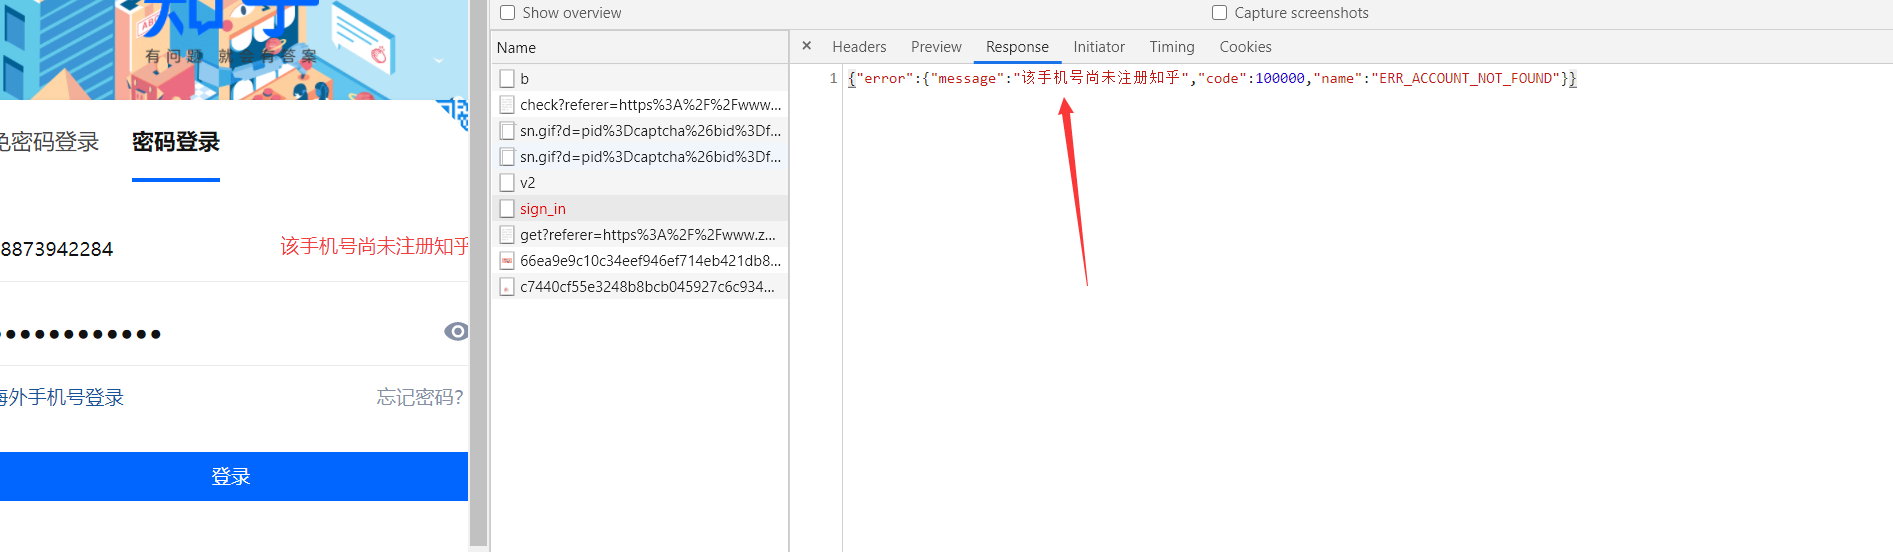 知乎
有问题 就会有答案
免密码登录
密码登录
8873942284
该手机号尚未注册知乎
海外手机号登录
忘记密码?
登录
Show overview
Capture screenshots
Name
b
check?referer=https%3A%2F%2Fwww...
sn.gif?d=pid%3Dcaptcha%26bid%3Df...
sn.gif?d=pid%3Dcaptcha%26bid%3Df...
v2
sign_in
get?referer=https%3A%2F%2Fwww.z...
66ea9e9c10c34eef946ef714eb421db8...
c7440cf55e3248b8bcb045927c6c934...
× Headers Preview Response Initiator Timing Cookies
1 {"error":{"message":"该手机号尚未注册知乎","code":100000,"name":"ERR_ACCOUNT_NOT_FOUND"}}